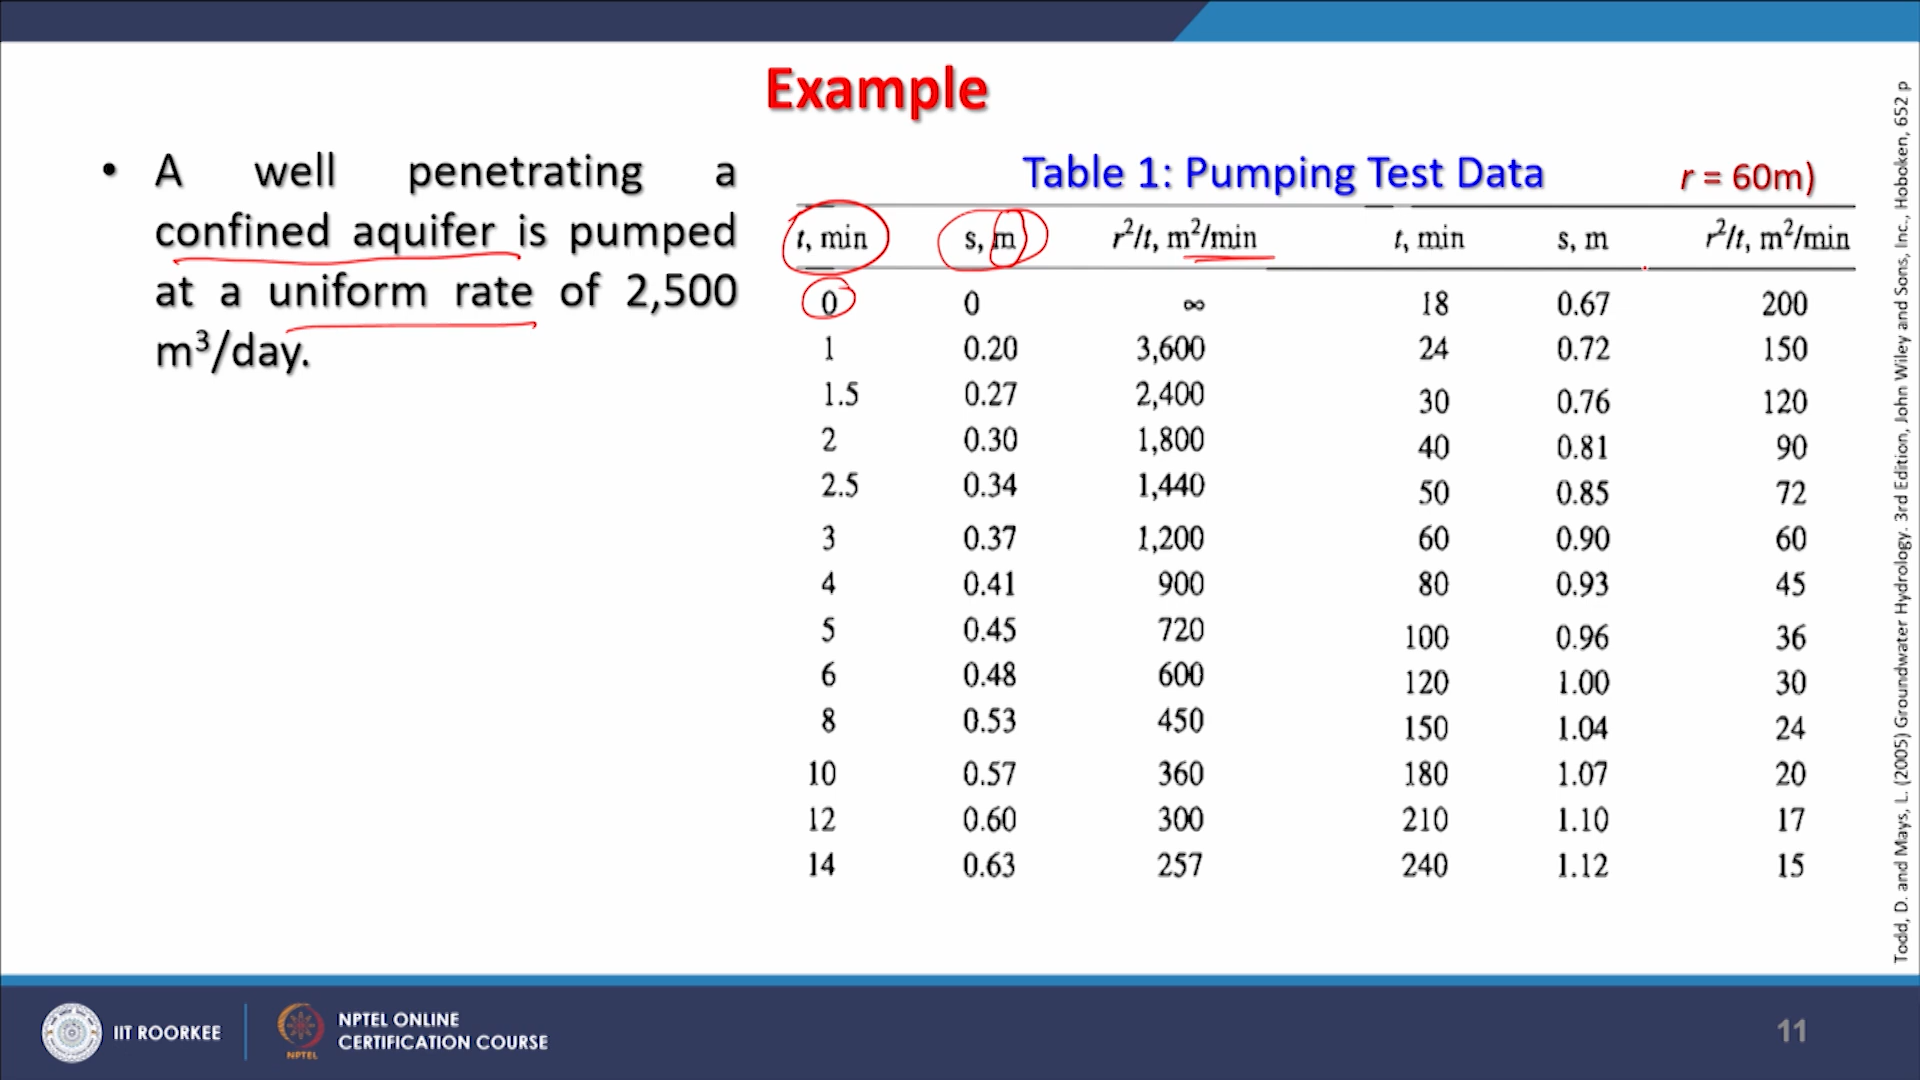 Example
• A well penetrating a
confined aquifer is pumped
at a uniform rate of 2,500
m³/day.
Table 1: Pumping Test Data r = 60m)
t, min s, m r²/t, m²/min t, min s, m r²/t, m²/min
0 0 ∞ 18 0.67 200
1 0.20 3,600 24 0.72 150
1.5 0.27 2,400 30 0.76 120
2 0.30 1,800 40 0.81 90
2.5 0.34 1,440 50 0.85 72
3 0.37 1,200 60 0.90 60
4 0.41 900 80 0.93 45
5 0.45 720 100 0.96 36
6 0.48 600 120 1.00 30
8 0.53 450 150 1.04 24
10 0.57 360 180 1.07 20
12 0.60 300 210 1.10 17
14 0.63 257 240 1.12 15
Todd, D. and Mays, L. (2005) Groundwater Hydrology. 3rd Edition, John Wiley and Sons, Inc., Hoboken, 652 p
IIT ROORKEE
NPTEL
NPTEL ONLINE
CERTIFICATION COURSE
11